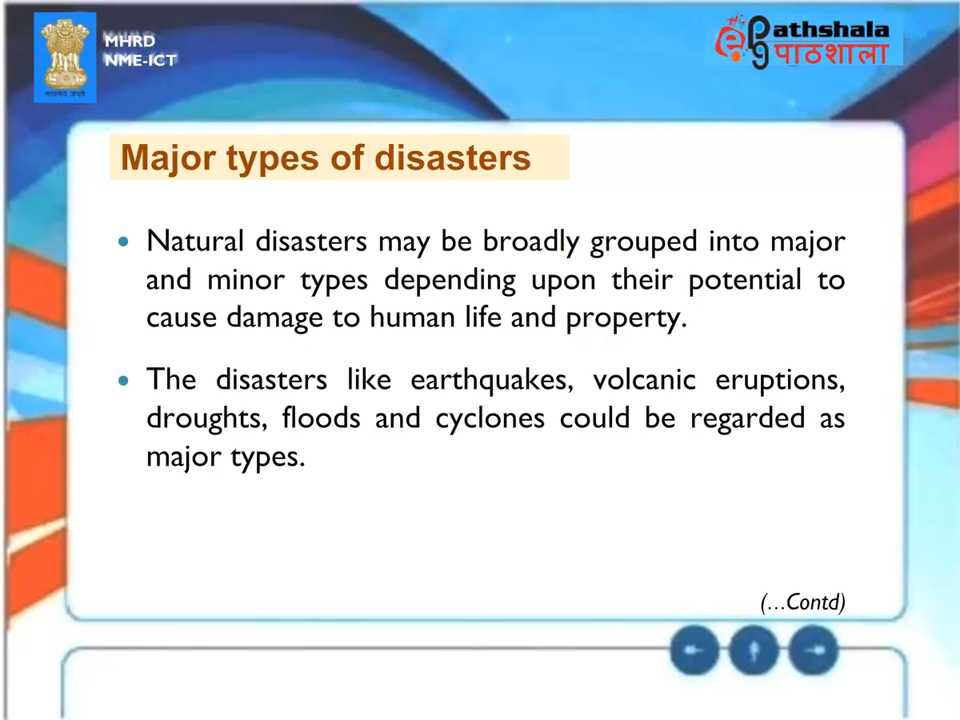 MHRD
NME-ICT
ePathshala
पाठशाला
Major types of disasters
• Natural disasters may be broadly grouped into major
and minor types depending upon their potential to
cause damage to human life and property.
• The disasters like earthquakes, volcanic eruptions,
droughts, floods and cyclones could be regarded as
major types.
(...Contd)